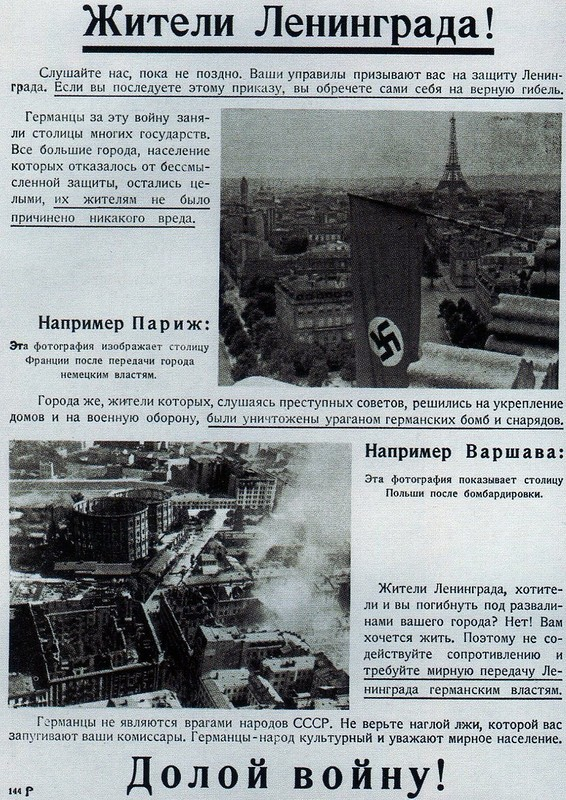 Жители Ленинграда!
Слушайте нас, пока не поздно. Ваши управилы призывают вас на защиту Ленин-
града. Если вы последуете этому приказу, вы обречете сами себя на верную гибель.
Германцы за эту войну заня-
ли столицы многих государств.
Все большие города, население
которых отказалось от бессмы-
сленной защиты, остались це-
лыми, их жителям не было
причинено никакого вреда.
Например Париж:
Эта фотография изображает столицу
Франции после передачи города
немецким властям.
Города же, жители которых, слушаясь преступных советов, решились на укрепление
домов и на военную оборону, были уничтожены ураганом германских бомб и снарядов.
Например Варшава:
Эта фотография показывает столицу
Польши после бомбардировки.
Жители Ленинграда, хотите-
ли и вы погибнуть под развали-
нами вашего города? Нет! Вам
хочется жить. Поэтому не со-
действуйте сопротивлению и
требуйте мирную передачу Ле-
нинграда германским властям.
Германцы не являются врагами народов СССР. Не верьте наглой лжи, которой вас
запугивают ваши комиссары. Германцы-народ культурный и уважают мирное население.
Долой войну!
144 Р